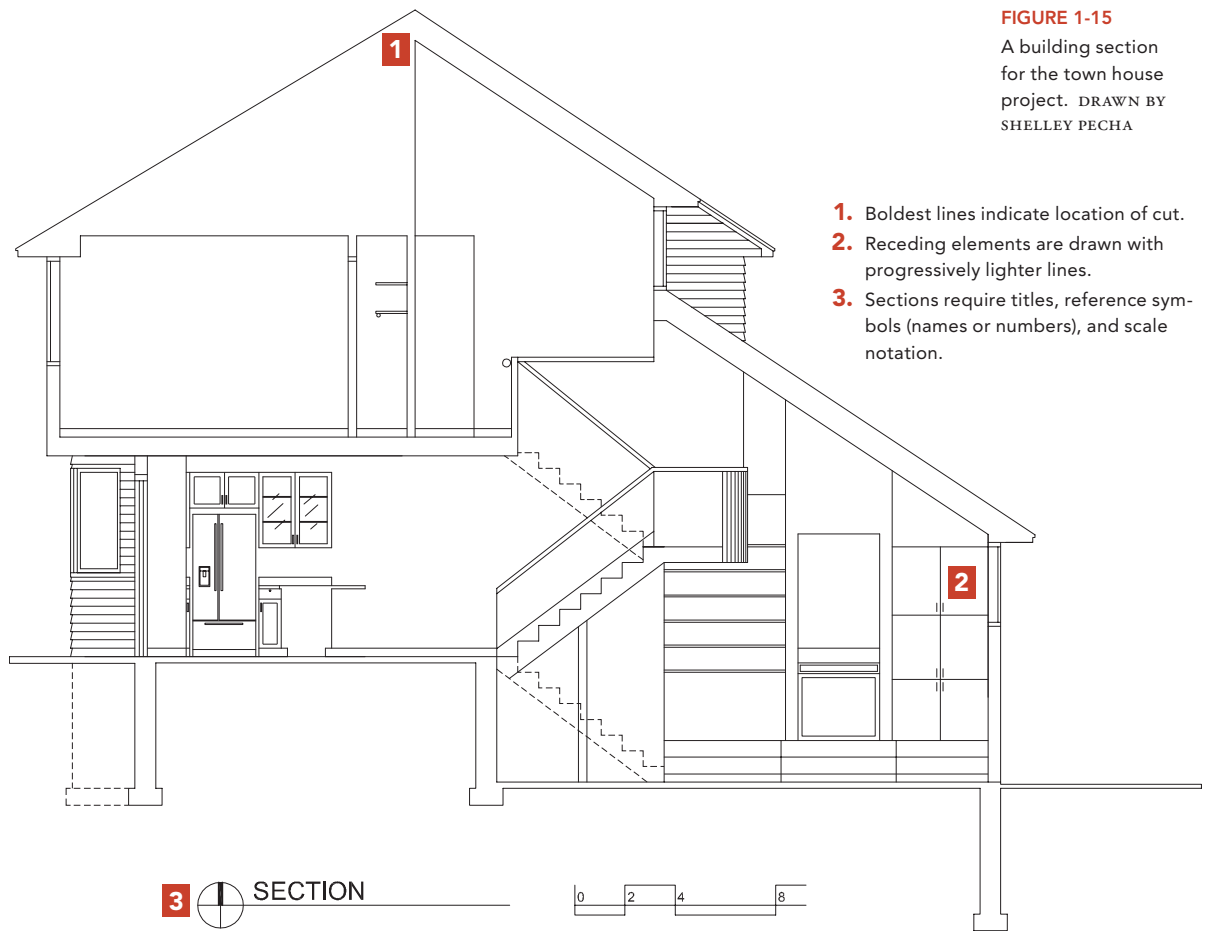 FIGURE 1-15
A building section
for the town house
project. DRAWN BY
SHELLEY PECHA
1
1. Boldest lines indicate location of cut.
2. Receding elements are drawn with
progressively lighter lines.
3. Sections require titles, reference sym-
bols (names or numbers), and scale
notation.
2
3 SECTION
0 2 4 8